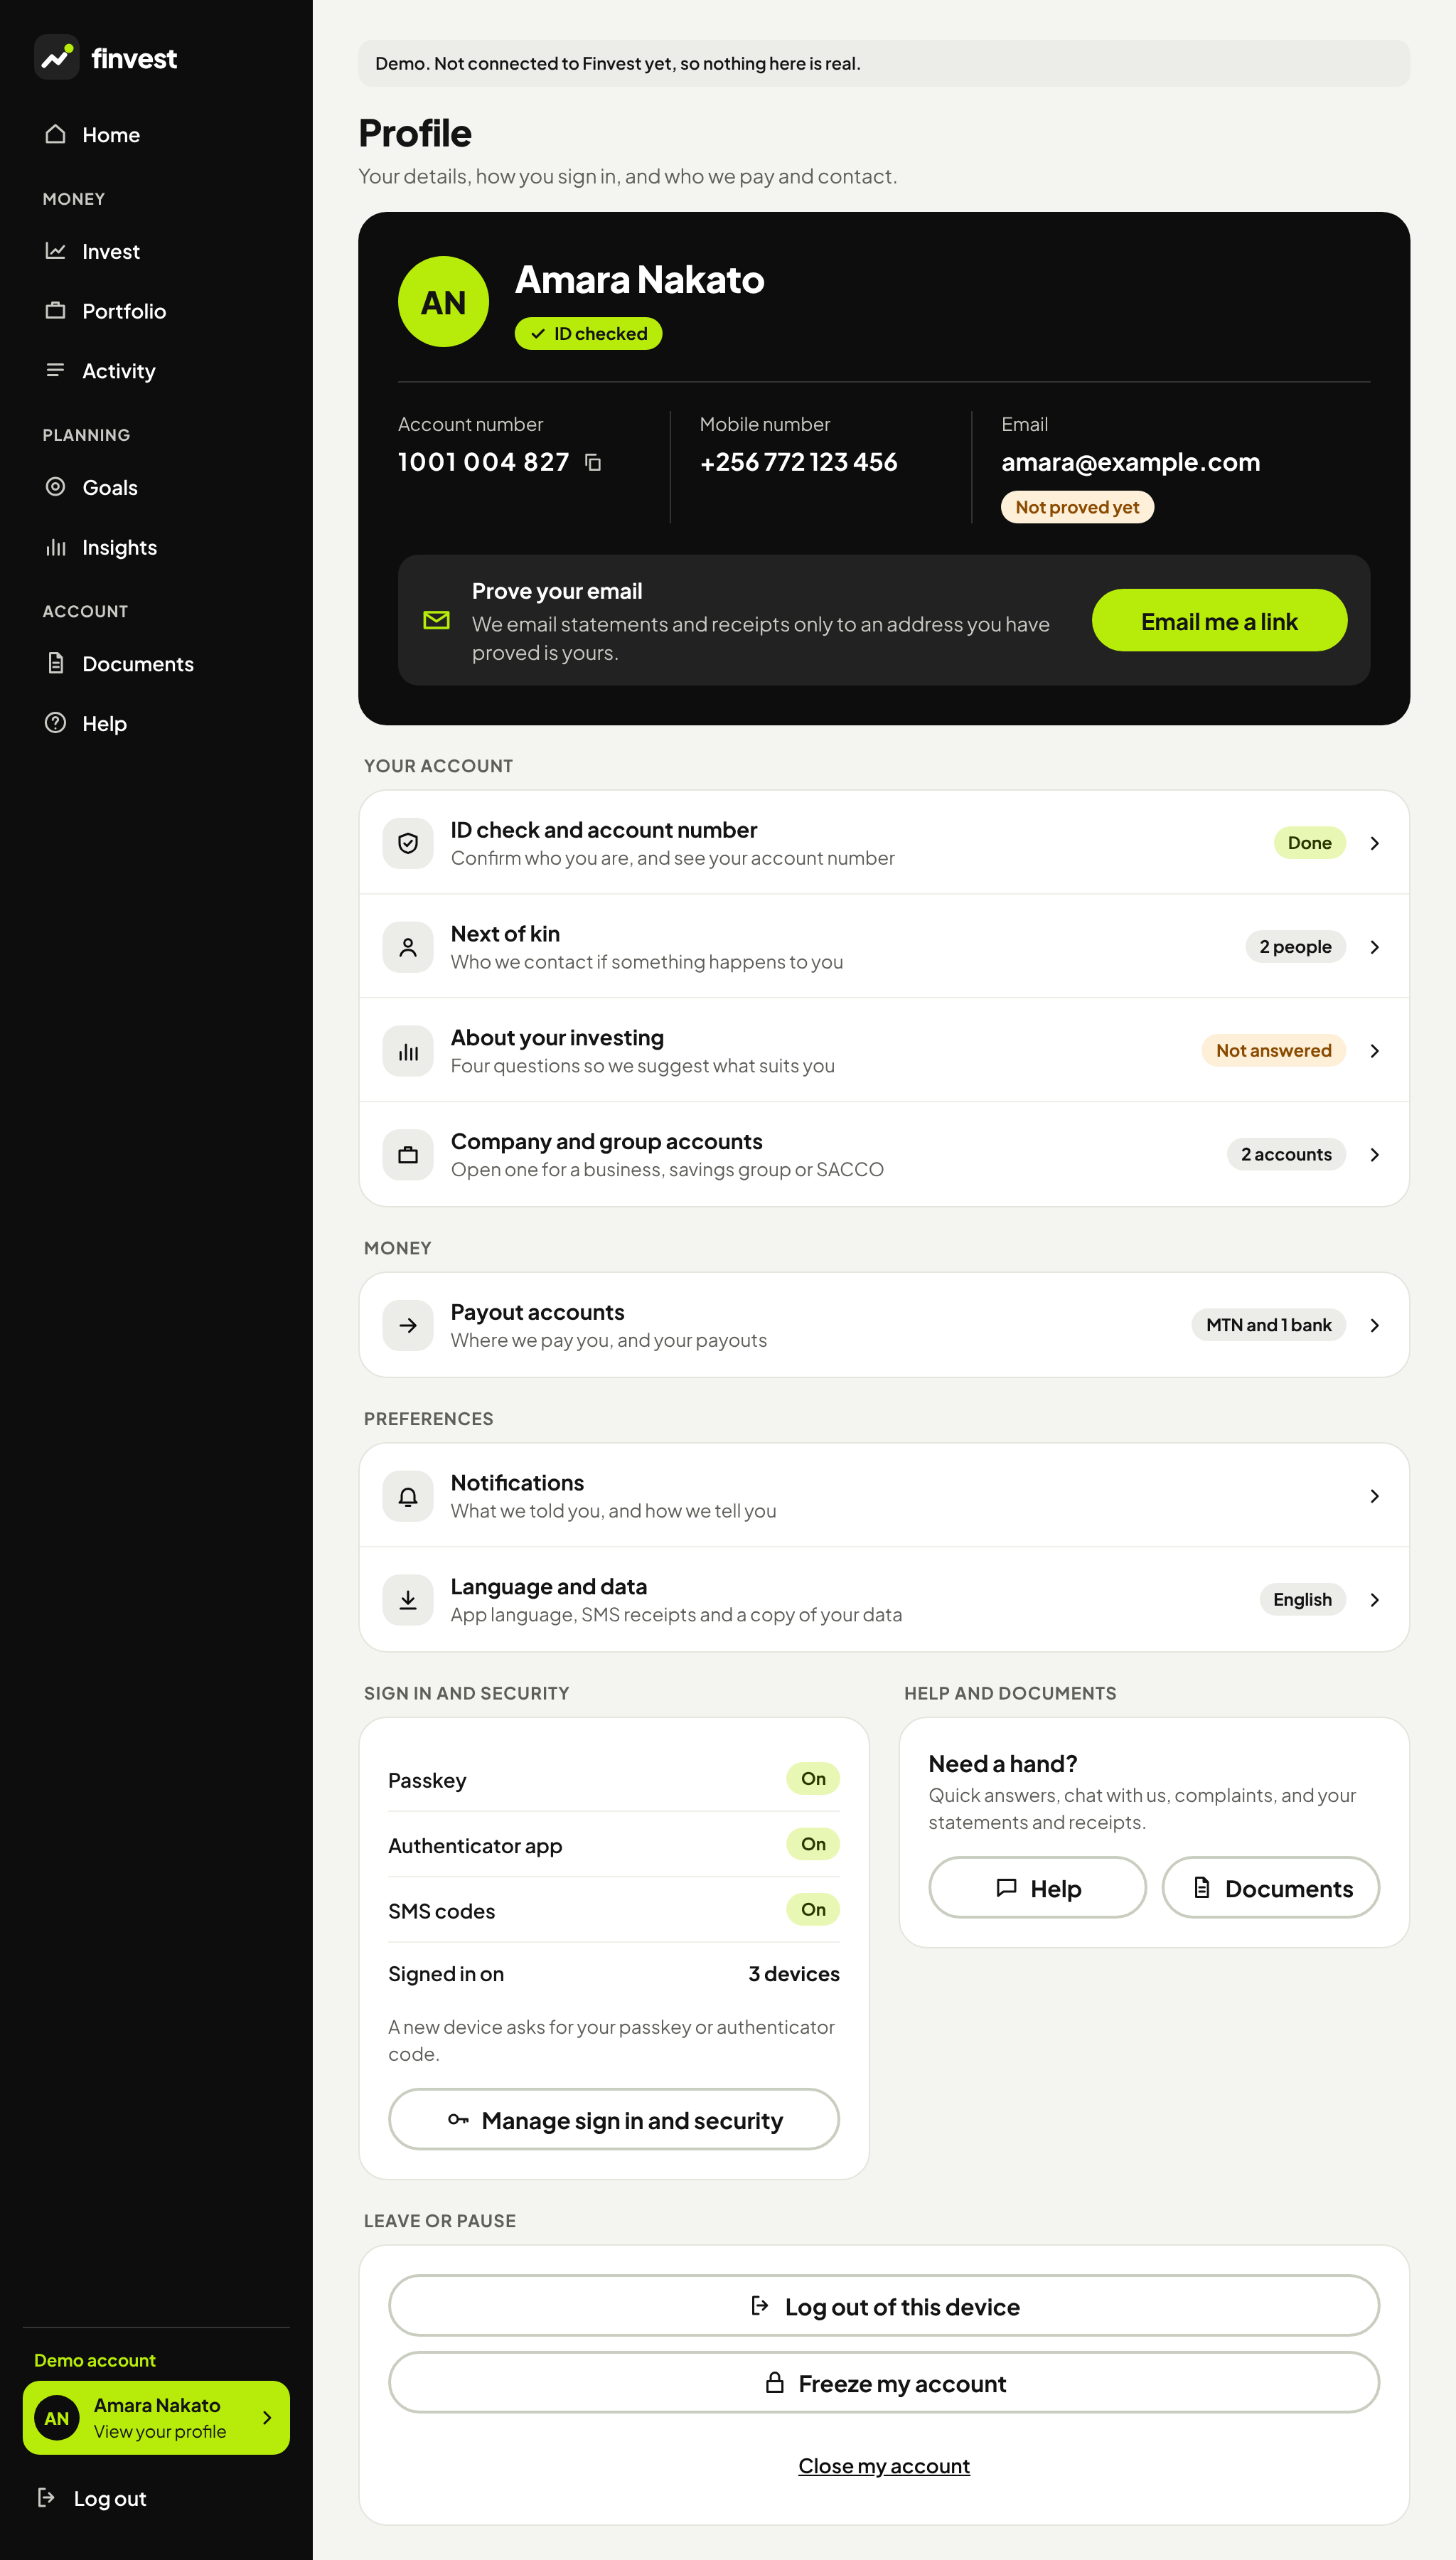 finvest
Home
MONEY
Invest
Portfolio
Activity
PLANNING
Goals
Insights
ACCOUNT
Documents
Help
Demo account
AN
Amara Nakato
View your profile
Log out
Demo. Not connected to Finvest yet, so nothing here is real.
Profile
Your details, how you sign in, and who we pay and contact.
AN
Amara Nakato
ID checked
Account number
1001 004 827
Mobile number
+256 772 123 456
Email
amara@example.com
Not proved yet
Prove your email
We email statements and receipts only to an address you have
proved is yours.
Email me a link
YOUR ACCOUNT
ID check and account number
Confirm who you are, and see your account number
Done
Next of kin
Who we contact if something happens to you
2 people
About your investing
Four questions so we suggest what suits you
Not answered
Company and group accounts
Open one for a business, savings group or SACCO
2 accounts
MONEY
Payout accounts
Where we pay you, and your payouts
MTN and 1 bank
PREFERENCES
Notifications
What we told you, and how we tell you
Language and data
App language, SMS receipts and a copy of your data
English
SIGN IN AND SECURITY
Passkey
On
Authenticator app
On
SMS codes
On
Signed in on
3 devices
A new device asks for your passkey or authenticator
code.
Manage sign in and security
HELP AND DOCUMENTS
Need a hand?
Quick answers, chat with us, complaints, and your
statements and receipts.
Help
Documents
LEAVE OR PAUSE
Log out of this device
Freeze my account
Close my account